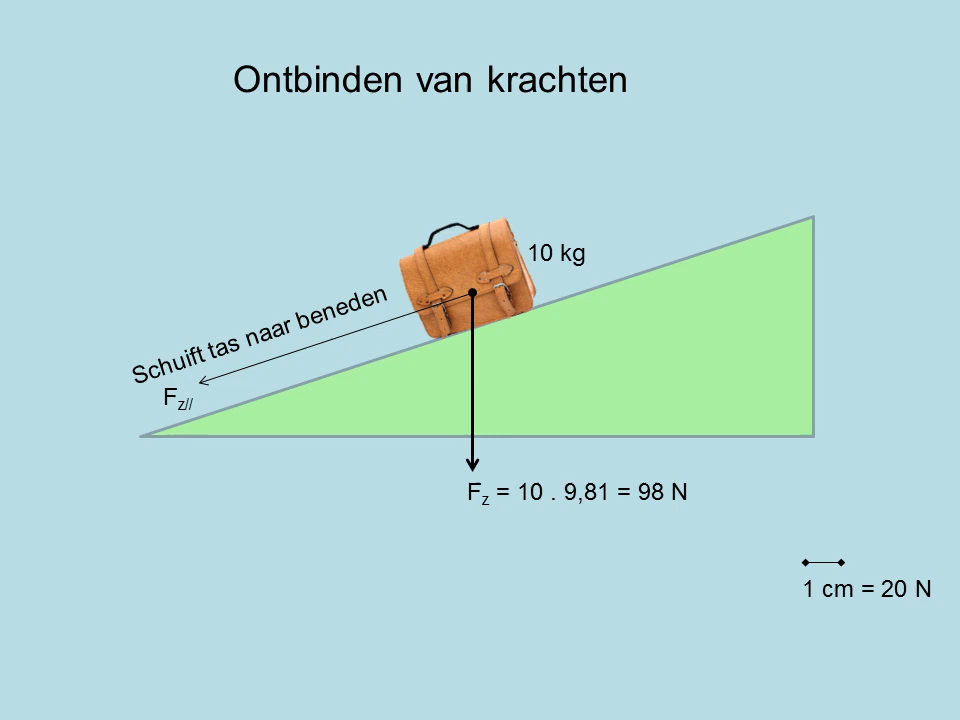 Ontbinden van krachten
10 kg
Schuift tas naar beneden
Fz//
Fz = 10 . 9,81 = 98 N
1 cm = 20 N